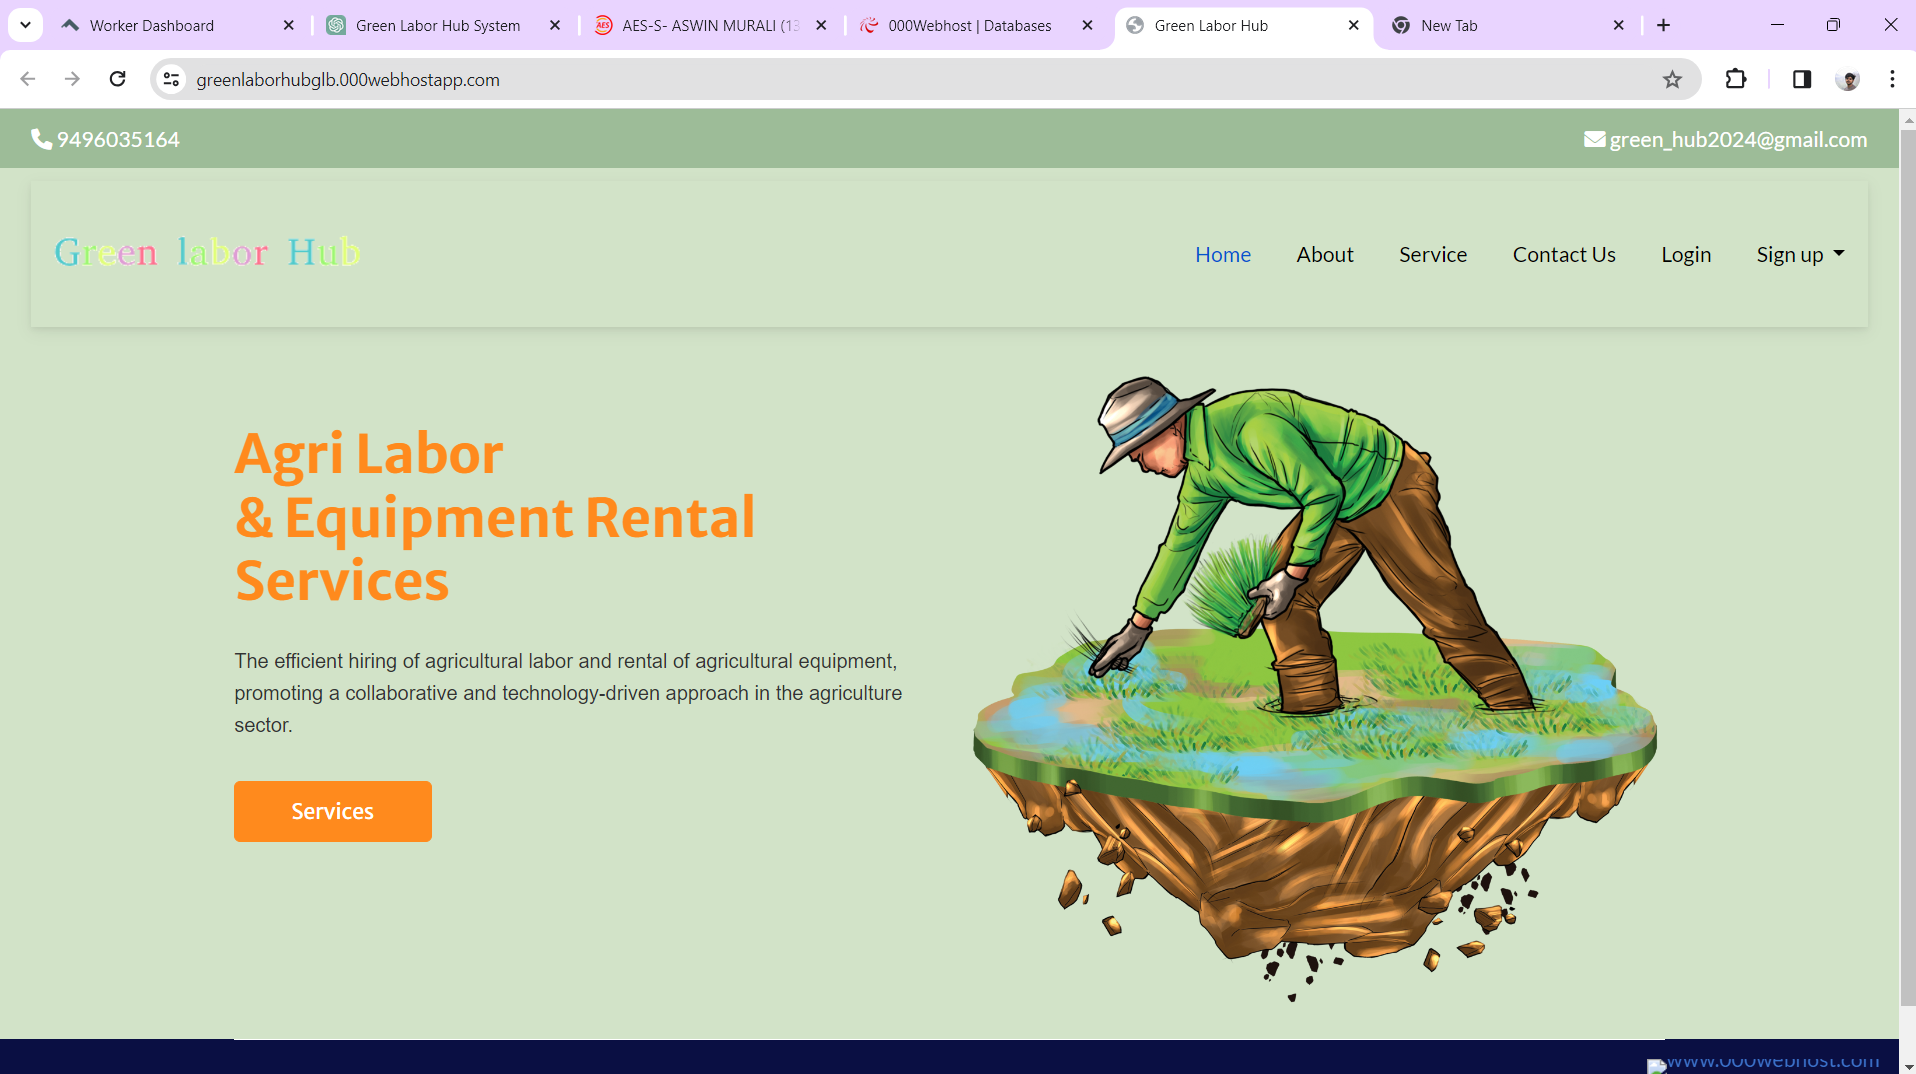 Worker Dashboard
Green Labor Hub System
AES-S- ASWIN MURALI (13
000Webhost | Databases
Green Labor Hub
New Tab
greenlaborhubglb.000webhostapp.com
9496035164
green_hub2024@gmail.com
Green labor Hub
Home
About
Service
Contact Us
Login
Sign up
Agri Labor
& Equipment Rental
Services
The efficient hiring of agricultural labor and rental of agricultural equipment,
promoting a collaborative and technology-driven approach in the agriculture
sector.
Services
www.000webhost.com